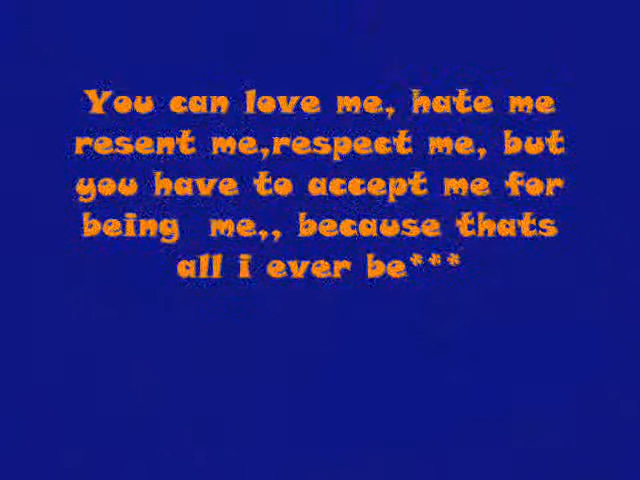 You can love me, hate me
resent me,respect me, but
you have to accept me for
being  me,, because thats
all i ever be***